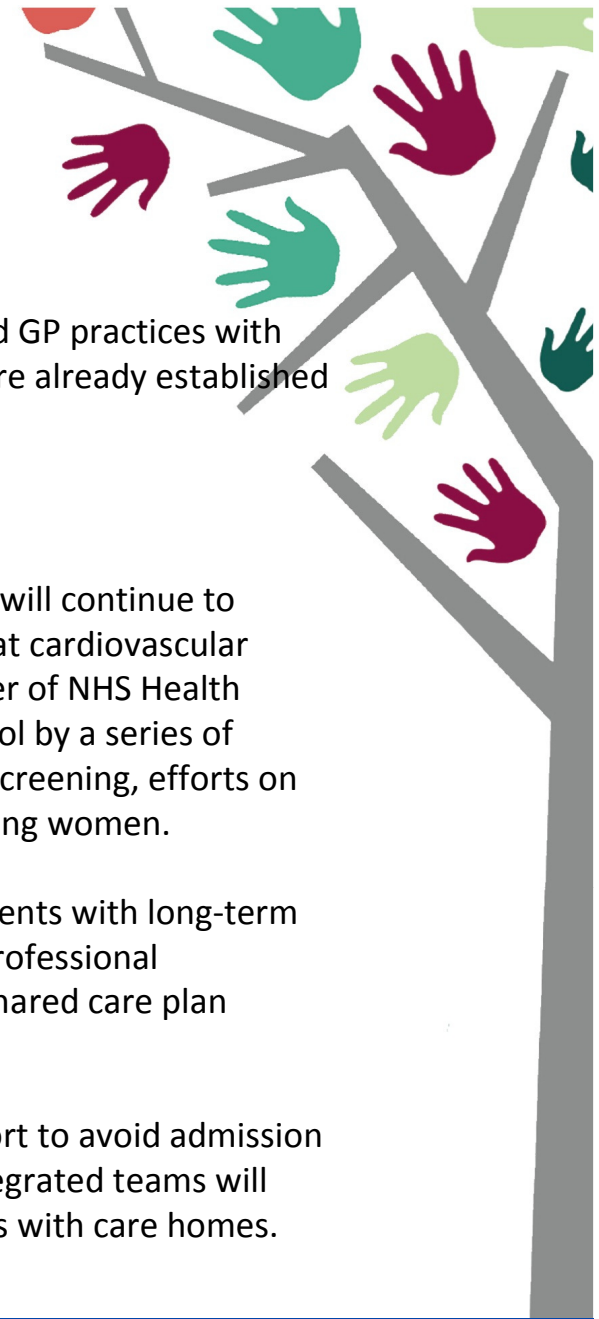 d GP practices with
re already established
will continue to
at cardiovascular
er of NHS Health
ol by a series of
creening, efforts on
ng women.
ents with long-term
rofessional
hared care plan
ort to avoid admission
egrated teams will
s with care homes.